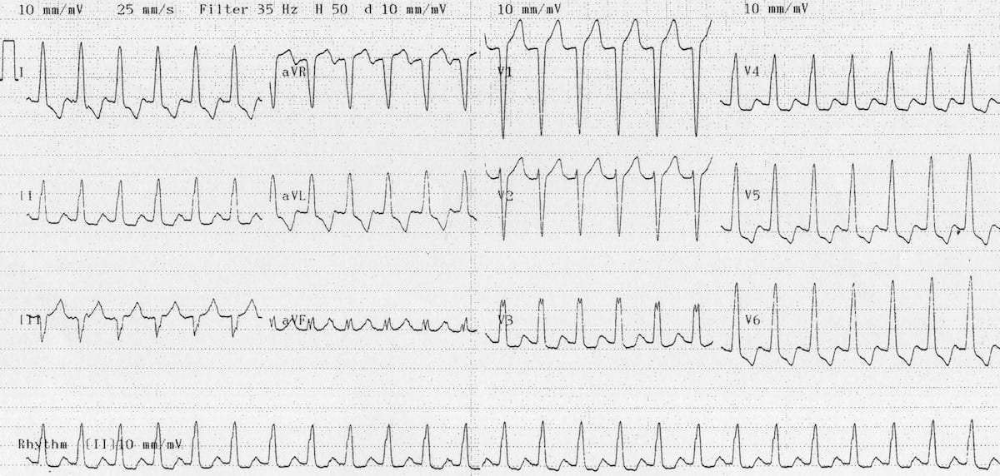 10 mm/mV 25 mm/s Filter 35 Hz H 50 d 10 mm/mV 10 mm/mV 10 mm/mV
I aVR V1 V4
II aVL V2 V5
III aVF V3 V6
Rhythm (II) 10 mm/mV